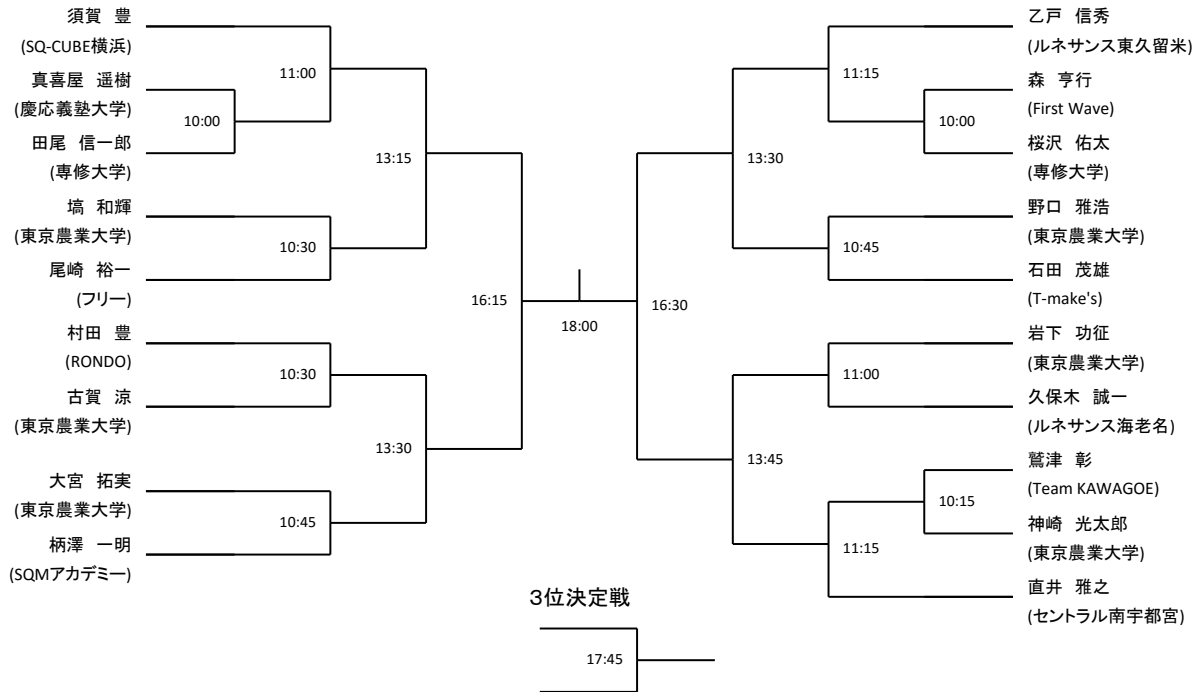 須賀 豊
(SQ-CUBE横浜)
11:00
真喜屋 遥樹
(慶応義塾大学)
10:00
田尾 信一郎
(専修大学)
13:15
塙 和輝
(東京農業大学)
10:30
尾崎 裕一
(フリー)
16:15
村田 豊
(RONDO)
10:30
古賀 涼
(東京農業大学)
13:30
大宮 拓実
(東京農業大学)
10:45
柄澤 一明
(SQMアカデミー)
18:00
乙戸 信秀
(ルネサンス東久留米)
11:15
森 亨行
(First Wave)
10:00
桜沢 佑太
(専修大学)
13:30
野口 雅浩
(東京農業大学)
10:45
石田 茂雄
(T-make's)
16:30
岩下 功征
(東京農業大学)
11:00
久保木 誠一
(ルネサンス海老名)
13:45
鷲津 彰
(Team KAWAGOE)
10:15
神崎 光太郎
(東京農業大学)
11:15
直井 雅之
(セントラル南宇都宮)
3位決定戦
17:45